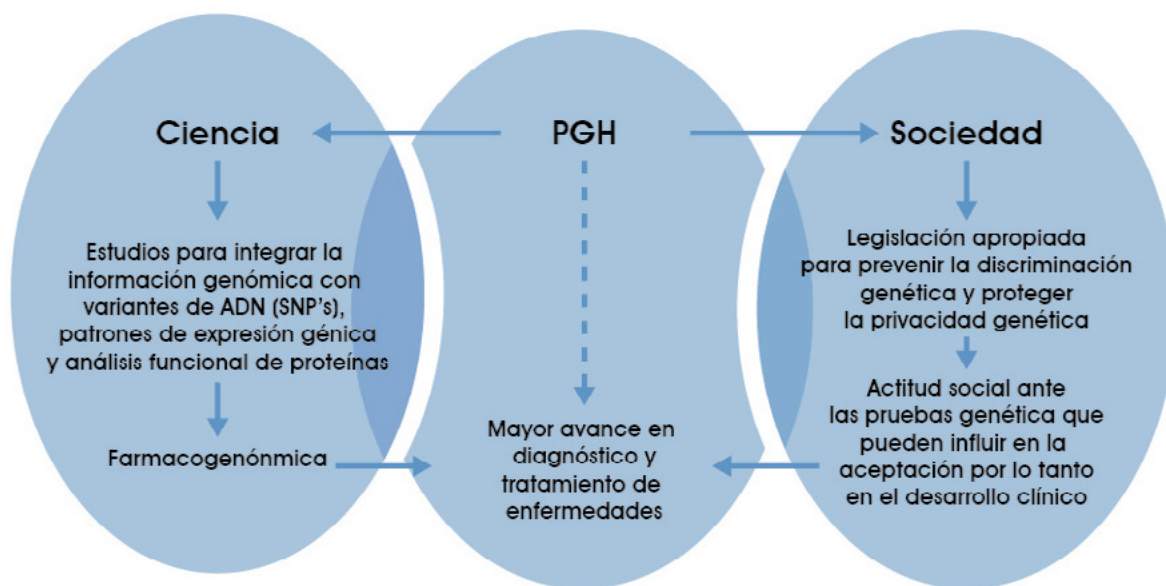 Ciencia
Estudios para integrar la
información genómica con
variantes de ADN (SNP's),
patrones de expresión génica
y análisis funcional de proteínas
Farmacogenónmica
PGH
Mayor avance en
diagnóstico y
tratamiento de
enfermedades
Sociedad
Legislación apropiada
para prevenir la discriminación
genética y proteger
la privacidad genética
Actitud social ante
las pruebas genética que
pueden influir en la
aceptación por lo tanto
en el desarrollo clínico